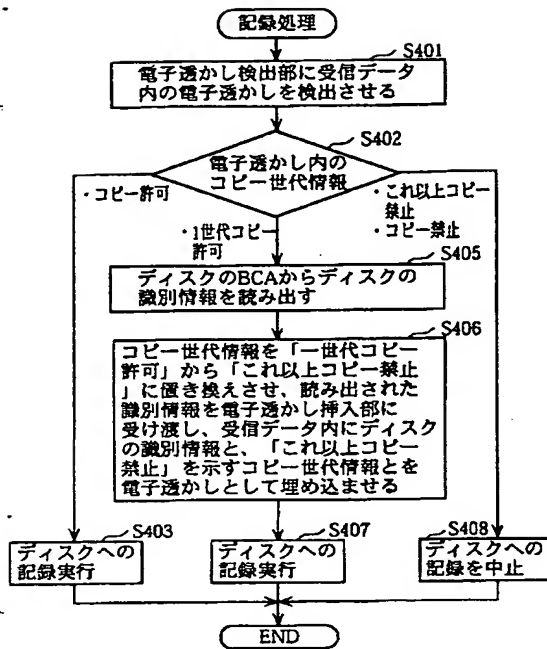 記録処理
S401
電子透かし検出部に受信データ
内の電子透かしを検出させる
S402
電子透かし内の
コピー世代情報
・コピー許可
・1世代コピー
許可
・これ以上コピー
禁止
・コピー禁止
S405
ディスクのBCAからディスクの
識別情報を読み出す
S406
コピー世代情報を「一世代コピー
許可」から「これ以上コピー禁止
」に置き換えさせ、読み出された
識別情報を電子透かし挿入部に
受け渡し、受信データ内にディスク
の識別情報と、「これ以上コピー
禁止」を示すコピー世代情報とを
電子透かしとして埋め込ませる
S403
ディスクへの
記録実行
S407
ディスクへの
記録実行
S408
ディスクへの
記録を中止
END